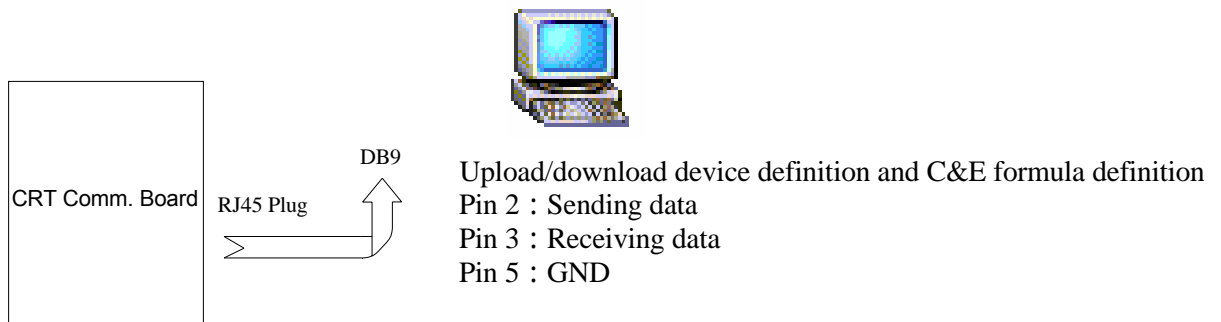 CRT Comm. Board
RJ45 Plug
DB9
Upload/download device definition and C&E formula definition
Pin 2：Sending data
Pin 3：Receiving data
Pin 5：GND